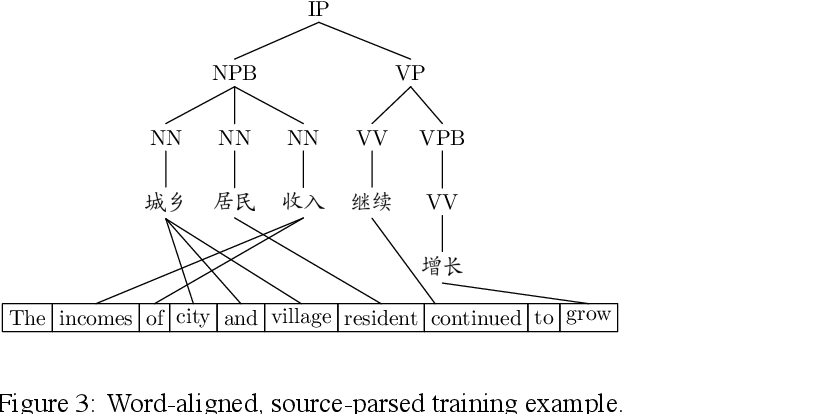 IP
NPB VP
NN NN NN VV VPB
城乡 居民 收入 继续 VV
增长
The incomes of city and village resident continued to grow
Figure 3: Word-aligned, source-parsed training example.